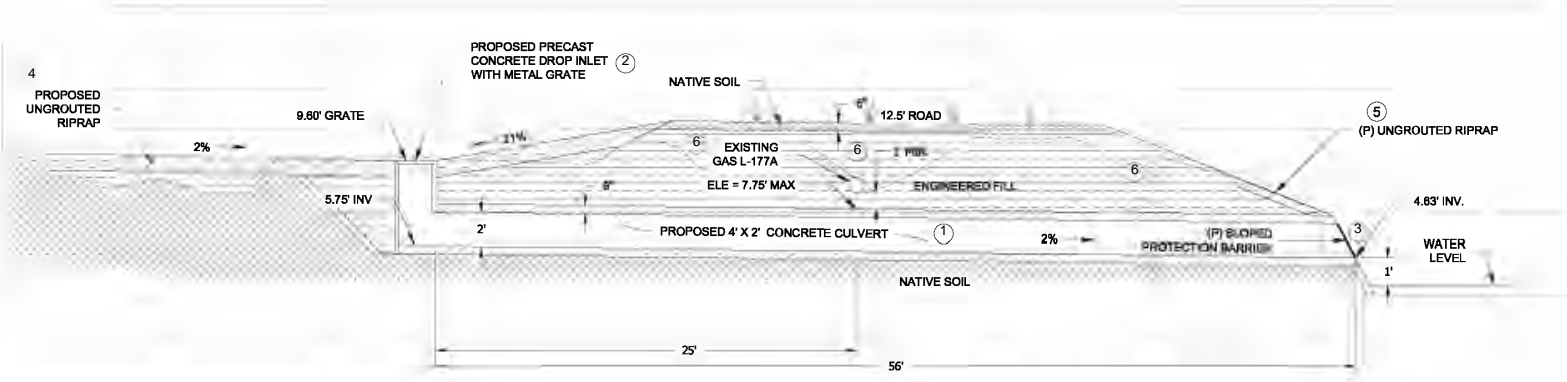 PROPOSED PRECAST
CONCRETE DROP INLET
WITH METAL GRATE
2
4
PROPOSED
UNGROUTED
RIPRAP
9.60' GRATE
NATIVE SOIL
6"
12.5' ROAD
5
(P) UNGROUTED RIPRAP
2%
11%
6
EXISTING
GAS L-177A
6
6
ELE = 7.75' MAX
ENGINEERED FILL
5.75' INV
6"
4.63' INV.
2'
PROPOSED 4' X 2' CONCRETE CULVERT
1
2%
(P) SLOPED
PROTECTION BARRIER
3
WATER
LEVEL
1'
NATIVE SOIL
25'
56'